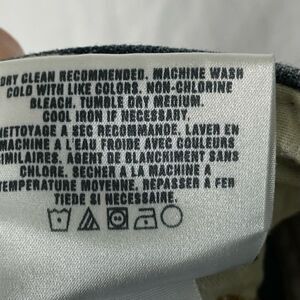 DRY CLEAN RECOMMENDED. MACHINE WASH
COLD WITH LIKE COLORS. NON-CHLORINE
BLEACH. TUMBLE DRY MEDIUM.
COOL IRON IF NECESSARY.
NETTOYAGE A SEC RECOMMANDE. LAVER EN
MACHINE A L'EAU FROIDE AVEC COULEURS
SIMILAIRES. AGENT DE BLANCHIMENT SANS
CHLORE. SECHER A LA MACHINE A
TEMPERATURE MOYENNE. REPASSER A FER
TIEDE SI NECESSAIRE.